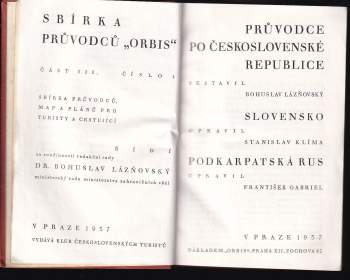 SBÍRKA
PRŮVODCŮ „ORBIS“
ČÁST III. ČÍSLO 1
SBÍRKA PRŮVODCŮ,
MAP A PLÁNŮ PRO
TURISTY A CESTUJÍCÍ
ŘÍDÍ
za součinnosti redakční rady
DR. BOHUSLAV LÁZŇOVSKÝ
ministerský rada ministerstva zahraničních věcí
V PRAZE 1937
VYDÁVÁ KLUB ČESKOSLOVENSKÝCH TURISTŮ
PRŮVODCE
PO ČESKOSLOVENSKÉ
REPUBLICE
SESTAVIL
BOHUSLAV LÁZŇOVSKÝ
SLOVENSKO
UPRAVIL
STANISLAV KLÍMA
PODKARPATSKÁ RUS
UPRAVIL
FRANTIŠEK GABRIEL
V PRAZE 1937
NÁKLADEM „ORBIS“, PRAHA XII, FOCHOVA 62